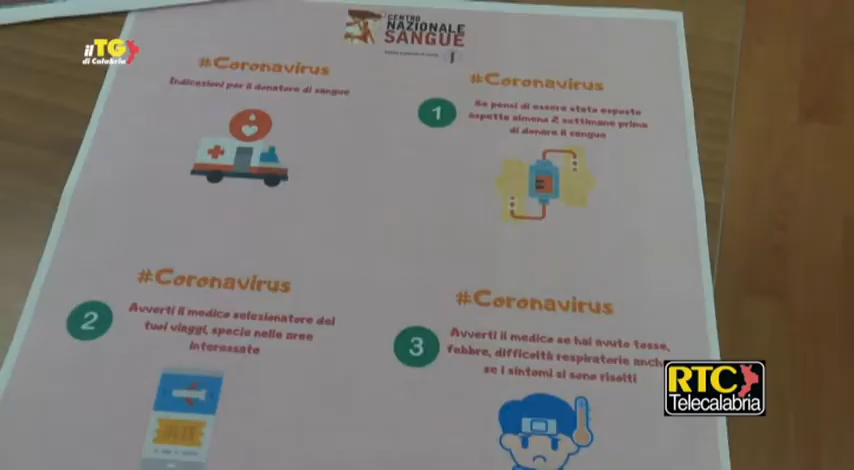 il TG
di Calabria
CENTRO
NAZIONALE
SANGUE
#Coronavirus
Indicazioni per il donatore di sangue
#Coronavirus
1
Se pensi di essere stato esposto
aspetta almeno 2 settimane prima
di donare il sangue
#Coronavirus
2
Avverti il medico selezionatore dei
tuoi viaggi, specie nelle aree
interessate
#Coronavirus
3
Avverti il medico se hai avuto tosse,
febbre, difficoltà respiratorie anche
se i sintomi si sono risolti
RTC
Telecalabria